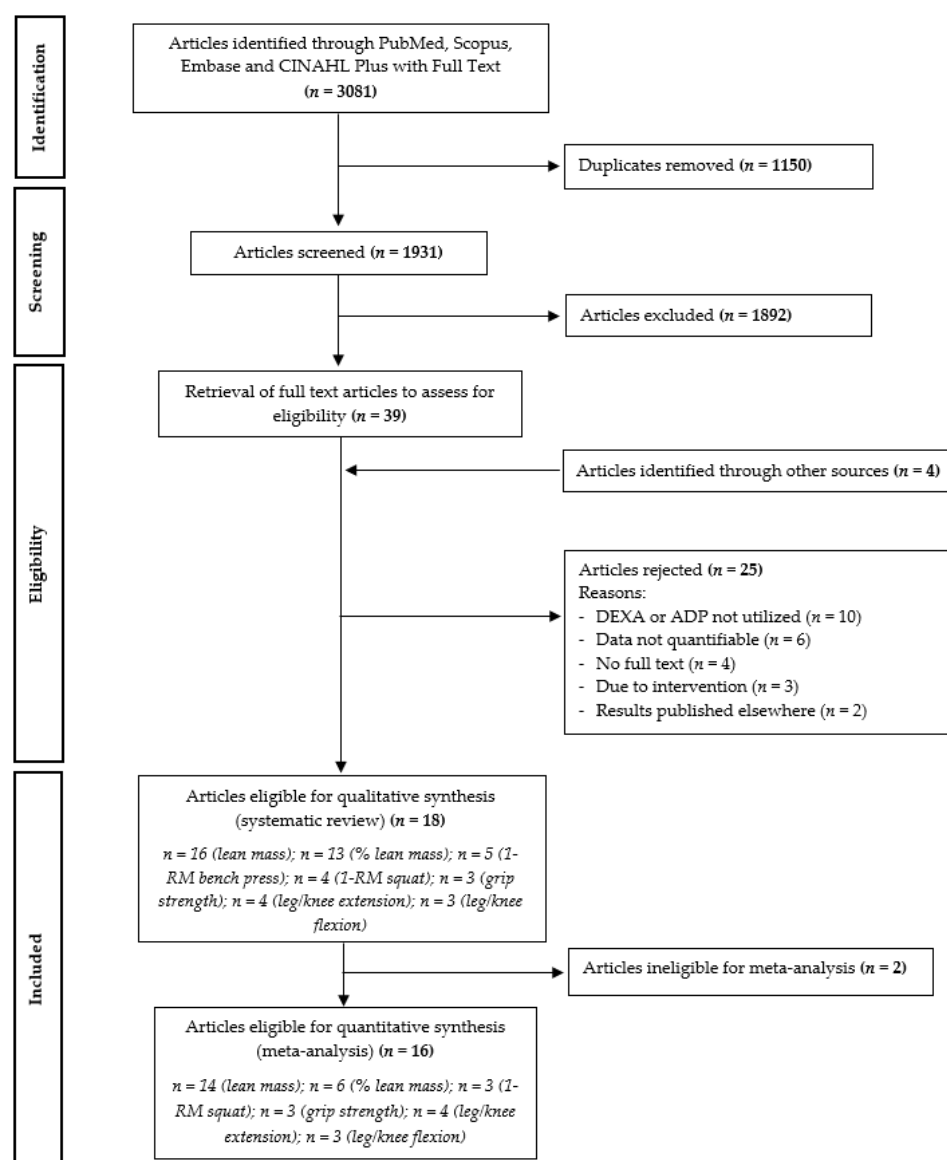 Identification
Articles identified through PubMed, Scopus,
Embase and CINAHL Plus with Full Text
(n = 3081)
Duplicates removed (n = 1150)
Screening
Articles screened (n = 1931)
Articles excluded (n = 1892)
Eligibility
Retrieval of full text articles to assess for
eligibility (n = 39)
Articles identified through other sources (n = 4)
Articles rejected (n = 25)
Reasons:
- DEXA or ADP not utilized (n = 10)
- Data not quantifiable (n = 6)
- No full text (n = 4)
- Due to intervention (n = 3)
- Results published elsewhere (n = 2)
Included
Articles eligible for qualitative synthesis
(systematic review) (n = 18)
n = 16 (lean mass); n = 13 (% lean mass); n = 5 (1-
RM bench press); n = 4 (1-RM squat); n = 3 (grip
strength); n = 4 (leg/knee extension); n = 3 (leg/knee
flexion)
Articles ineligible for meta-analysis (n = 2)
Articles eligible for quantitative synthesis
(meta-analysis) (n = 16)
n = 14 (lean mass); n = 6 (% lean mass); n = 3 (1-
RM squat); n = 3 (grip strength); n = 4 (leg/knee
extension); n = 3 (leg/knee flexion)